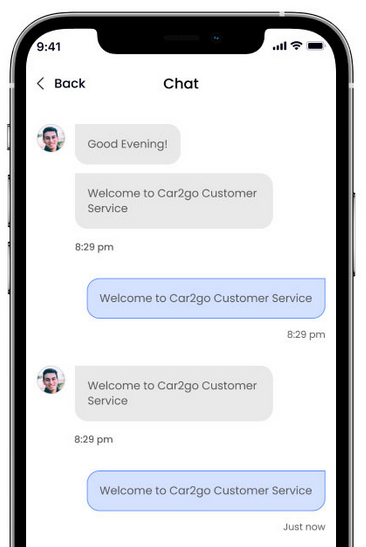 9:41
Back
Chat
Good Evening!
Welcome to Car2go Customer
Service
8:29 pm
Welcome to Car2go Customer Service
8:29 pm
Welcome to Car2go Customer
Service
8:29 pm
Welcome to Car2go Customer Service
Just now